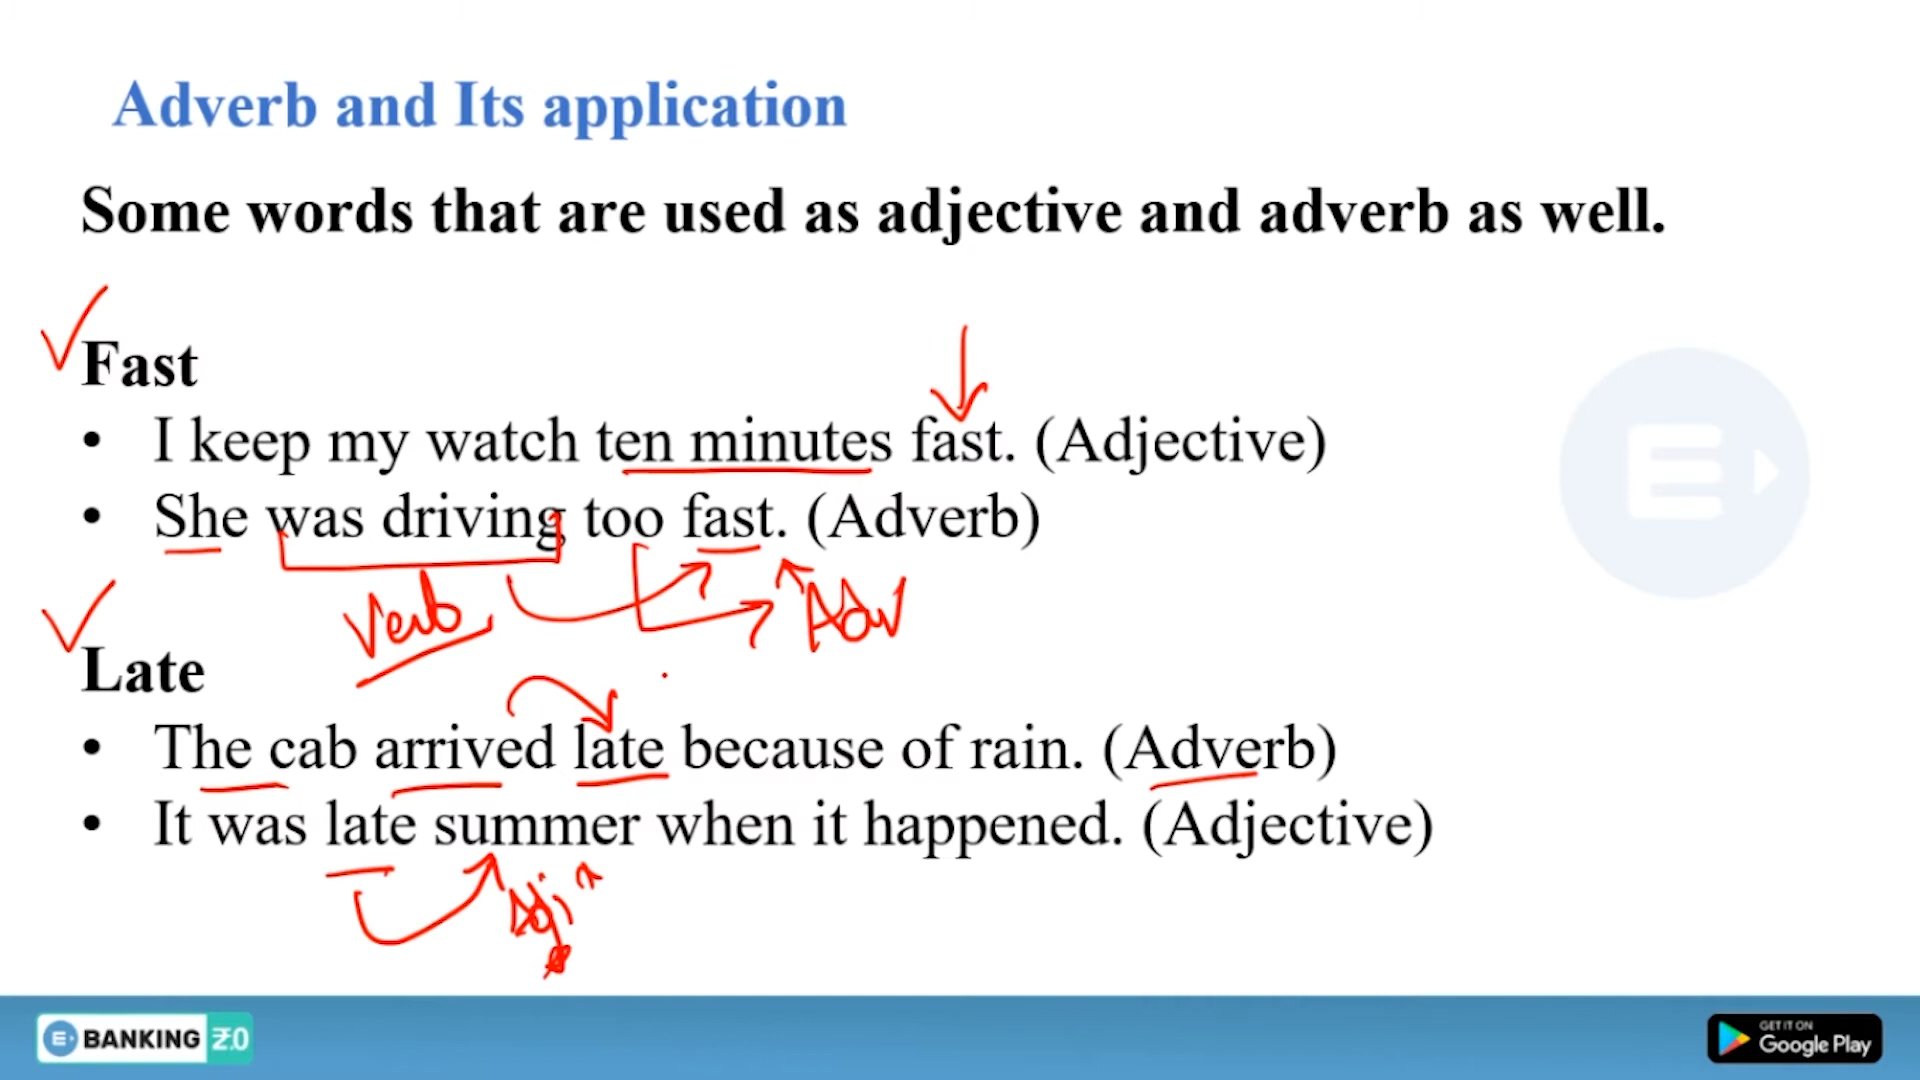 Adverb and Its application
Some words that are used as adjective and adverb as well.
Fast
• I keep my watch ten minutes fast. (Adjective)
• She was driving too fast. (Adverb)
Verb
Adv
Late
• The cab arrived late because of rain. (Adverb)
• It was late summer when it happened. (Adjective)
Adj
BANKING ₹.0
GET IT ON
Google Play